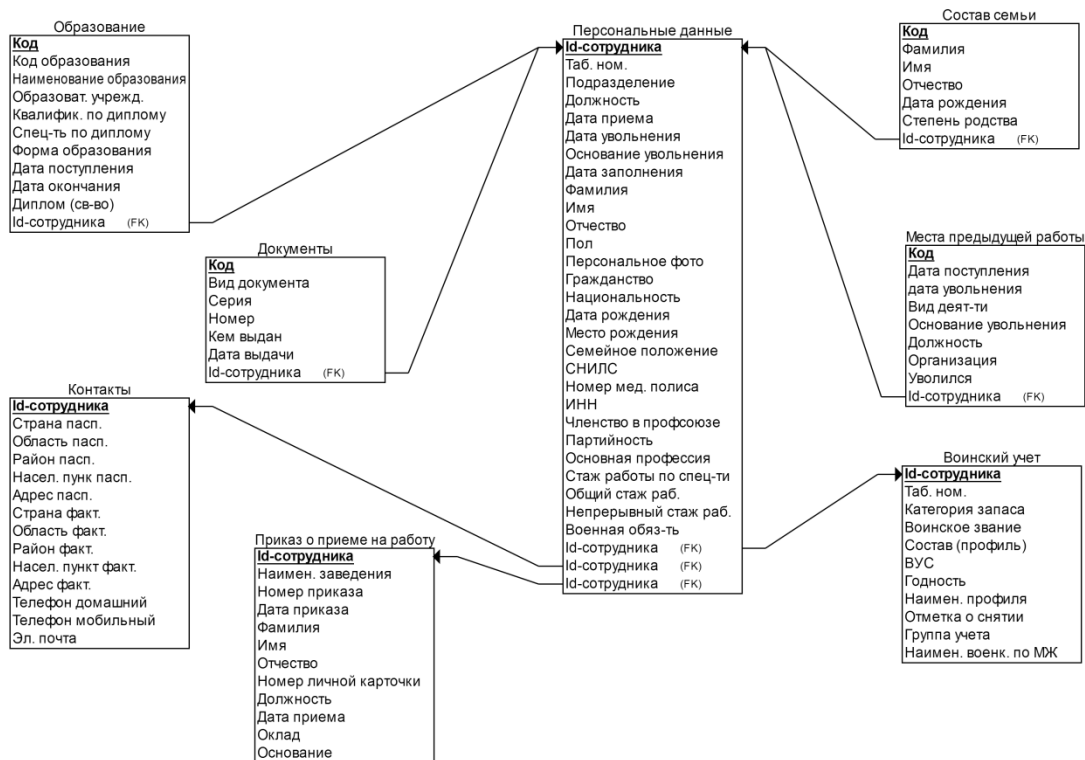 Образование
Код
Код образования
Наименование образования
Образоват. учрежд.
Квалифик. по диплому
Спец-ть по диплому
Форма образования
Дата поступления
Дата окончания
Диплом (св-во)
Id-сотрудника (FK)
Документы
Код
Вид документа
Серия
Номер
Кем выдан
Дата выдачи
Id-сотрудника (FK)
Контакты
Id-сотрудника
Страна пасп.
Область пасп.
Район пасп.
Насел. пунк пасп.
Адрес пасп.
Страна факт.
Область факт.
Район факт.
Насел. пункт факт.
Адрес факт.
Телефон домашний
Телефон мобильный
Эл. почта
Приказ о приеме на работу
Id-сотрудника
Наимен. заведения
Номер приказа
Дата приказа
Фамилия
Имя
Отчество
Номер личной карточки
Должность
Дата приема
Оклад
Основание
Персональные данные
Id-сотрудника
Таб. ном.
Подразделение
Должность
Дата приема
Дата увольнения
Основание увольнения
Дата заполнения
Фамилия
Имя
Отчество
Пол
Персональное фото
Гражданство
Национальность
Дата рождения
Место рождения
Семейное положение
СНИЛС
Номер мед. полиса
ИНН
Членство в профсоюзе
Партийность
Основная профессия
Стаж работы по спец-ти
Общий стаж раб.
Непрерывный стаж раб.
Военная обяз-ть
Id-сотрудника (FK)
Id-сотрудника (FK)
Id-сотрудника (FK)
Состав семьи
Код
Фамилия
Имя
Отчество
Дата рождения
Степень родства
Id-сотрудника (FK)
Места предыдущей работы
Код
Дата поступления
дата увольнения
Вид деят-ти
Основание увольнения
Должность
Организация
Уволился
Id-сотрудника (FK)
Воинский учет
Id-сотрудника
Таб. ном.
Категория запаса
Воинское звание
Состав (профиль)
ВУС
Годность
Наимен. профиля
Отметка о снятии
Группа учета
Наимен. военк. по МЖ